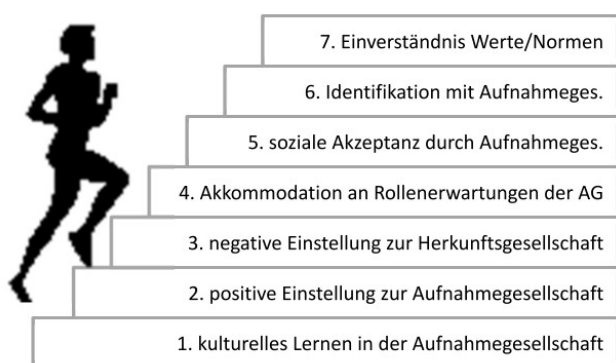 7. Einverständnis Werte/Normen
6. Identifikation mit Aufnahmeges.
5. soziale Akzeptanz durch Aufnahmeges.
4. Akkommodation an Rollenerwartungen der AG
3. negative Einstellung zur Herkunftsgesellschaft
2. positive Einstellung zur Aufnahmegesellschaft
1. kulturelles Lernen in der Aufnahmegesellschaft